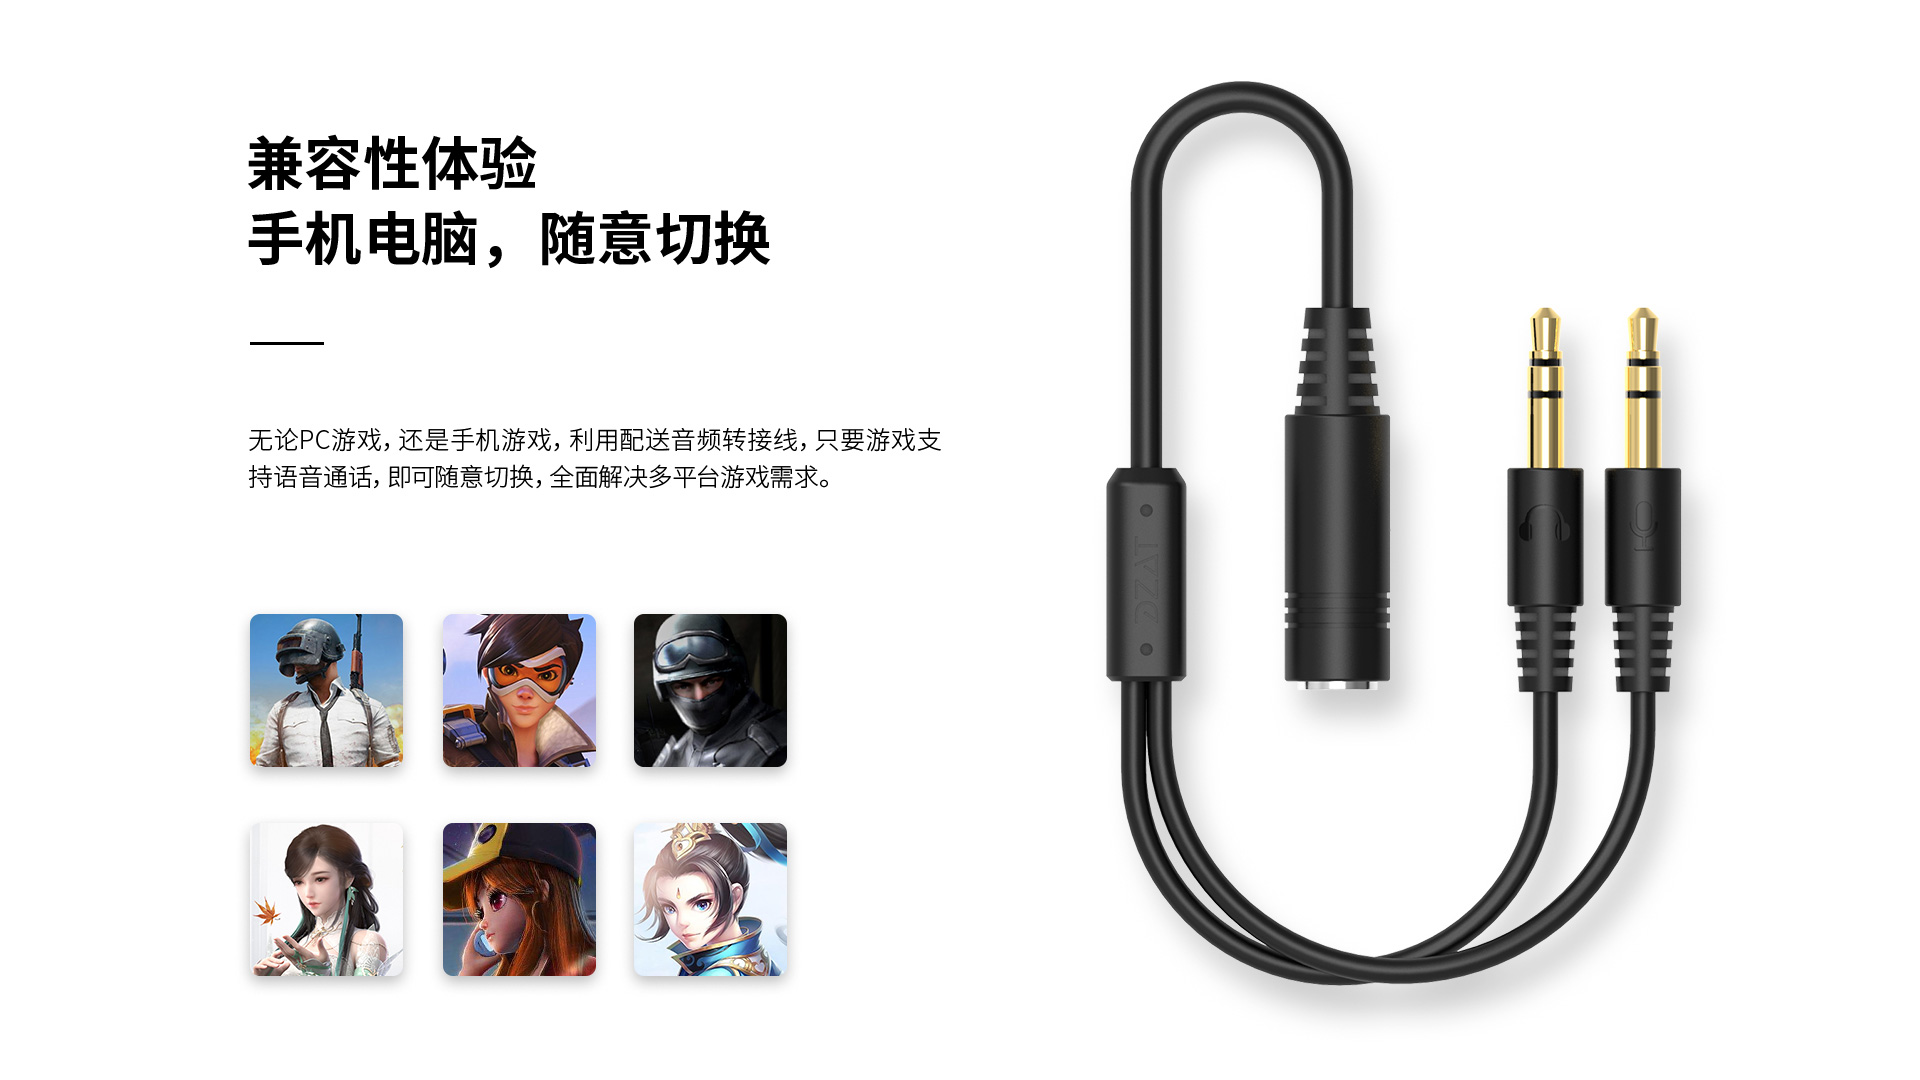 兼容性体验
手机电脑，随意切换
无论PC游戏，还是手机游戏，利用配送音频转接线，只要游戏支
持语音通话，即可随意切换，全面解决多平台游戏需求。
DZAT